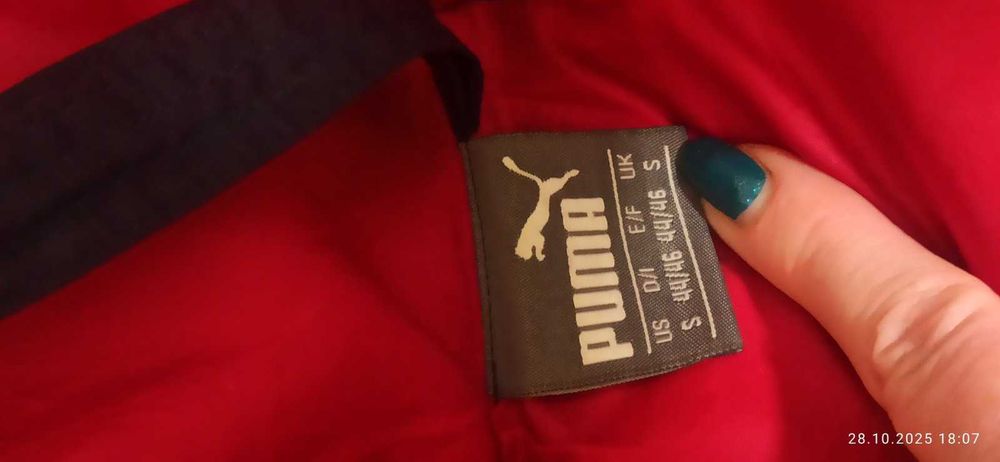 PUMA
US D/I E/F UK
S 44/46 44/46 S
28.10.2025 18:07